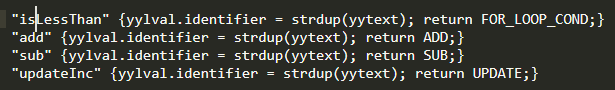 "isLessThan" {yylval.identifier = strdup(yytext); return FOR_LOOP_COND;}
"add" {yylval.identifier = strdup(yytext); return ADD;}
"sub" {yylval.identifier = strdup(yytext); return SUB;}
"updateInc" {yylval.identifier = strdup(yytext); return UPDATE;}